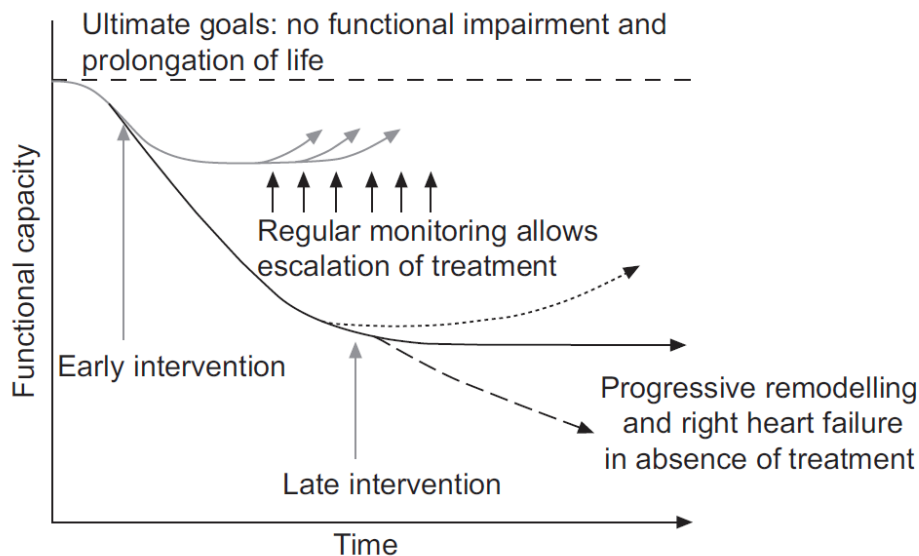 Ultimate goals: no functional impairment and
prolongation of life
Functional capacity
Regular monitoring allows
escalation of treatment
Early intervention
Progressive remodelling
and right heart failure
in absence of treatment
Late intervention
Time